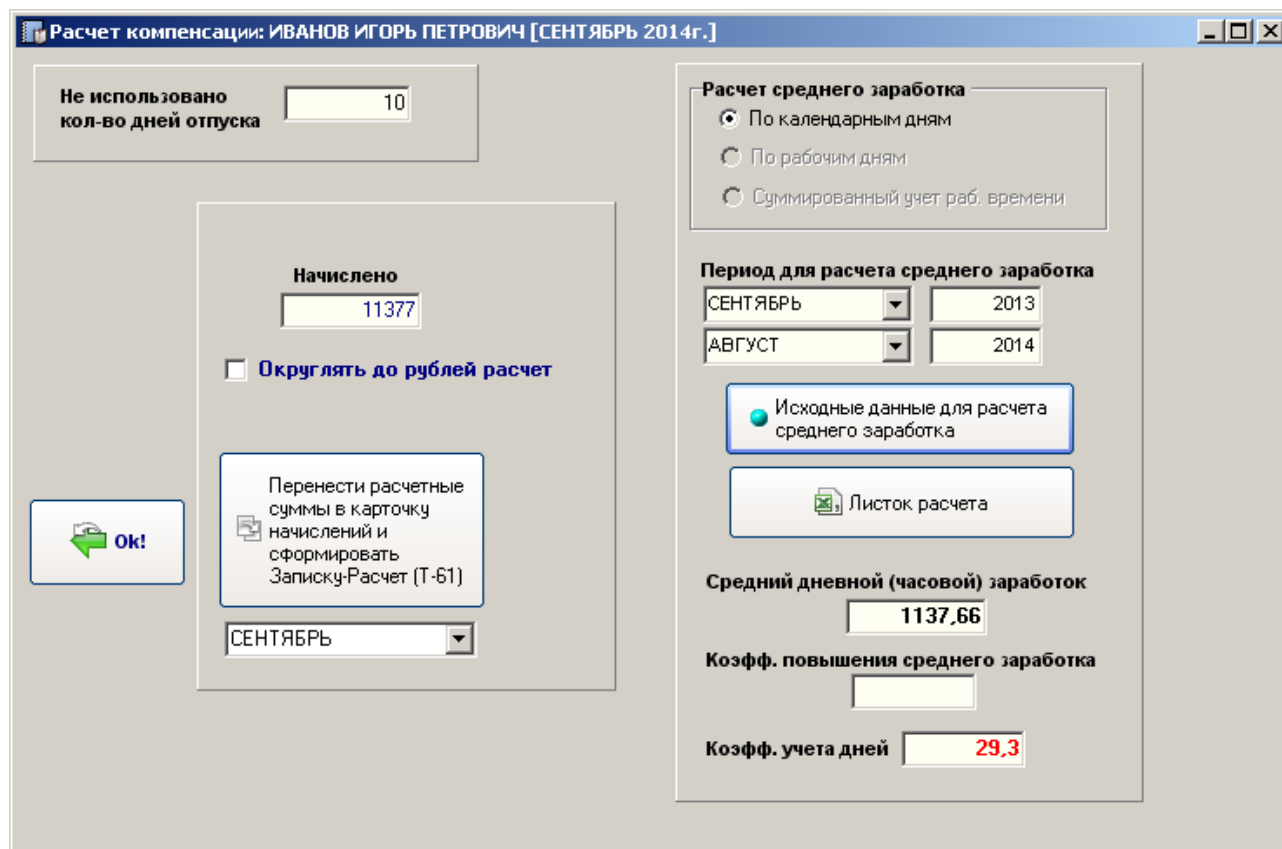 Расчет компенсации: ИВАНОВ ИГОРЬ ПЕТРОВИЧ [СЕНТЯБРЬ 2014г.]
Не использовано
кол-во дней отпуска
10
Начислено
11377
Округлять до рублей расчет
Ok!
Перенести расчетные
суммы в карточку
начислений и
сформировать
Записку-Расчет (Т-61)
СЕНТЯБРЬ
Расчет среднего заработка
По календарным дням
По рабочим дням
Суммированный учет раб. времени
Период для расчета среднего заработка
СЕНТЯБРЬ 2013
АВГУСТ 2014
Исходные данные для расчета
среднего заработка
Листок расчета
Средний дневной (часовой) заработок
1137,66
Коэфф. повышения среднего заработка
Коэфф. учета дней 29,3